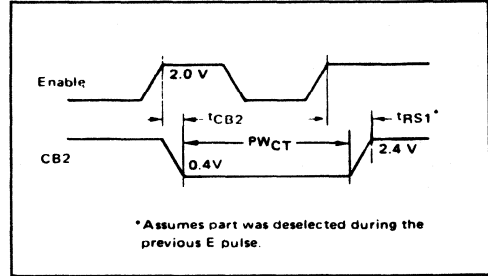 Enable
2.0 V
tCB2
tRS1*
PWCT
CB2
0.4V
2.4 V
*Assumes part was deselected during the
previous E pulse.